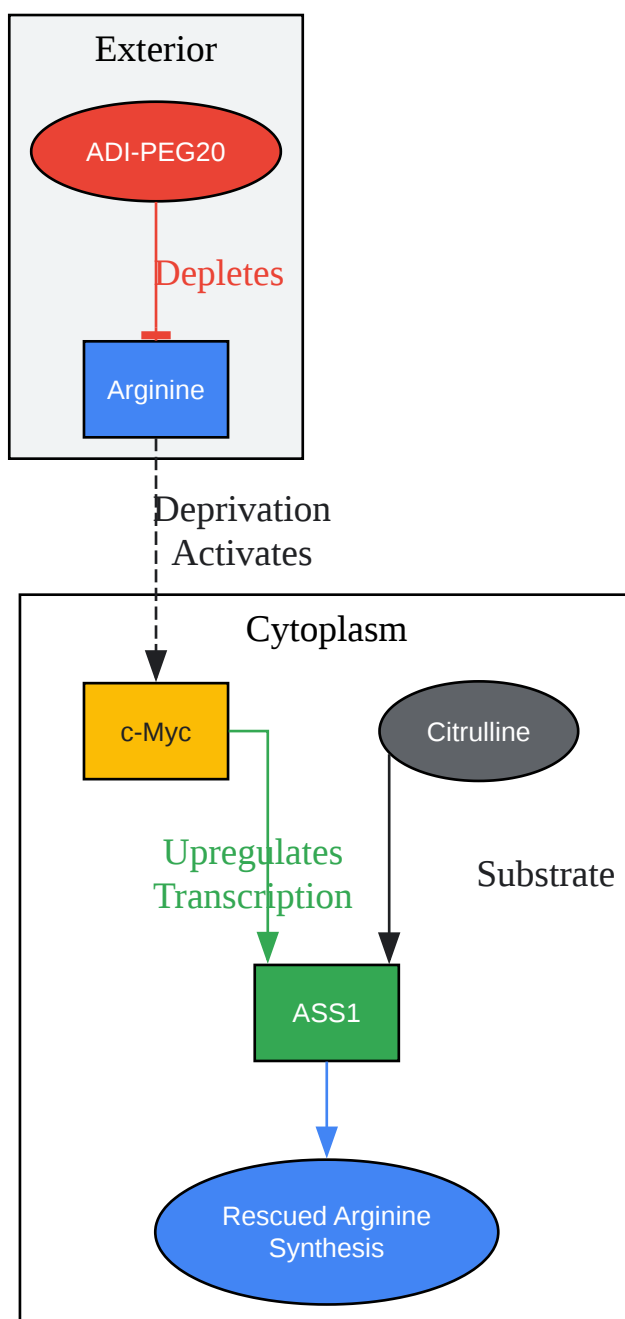 Exterior
ADI-PEG20
Depletes
Arginine
Deprivation
Activates
Cytoplasm
c-Myc
Citrulline
Upregulates
Transcription
Substrate
ASS1
Rescued Arginine
Synthesis